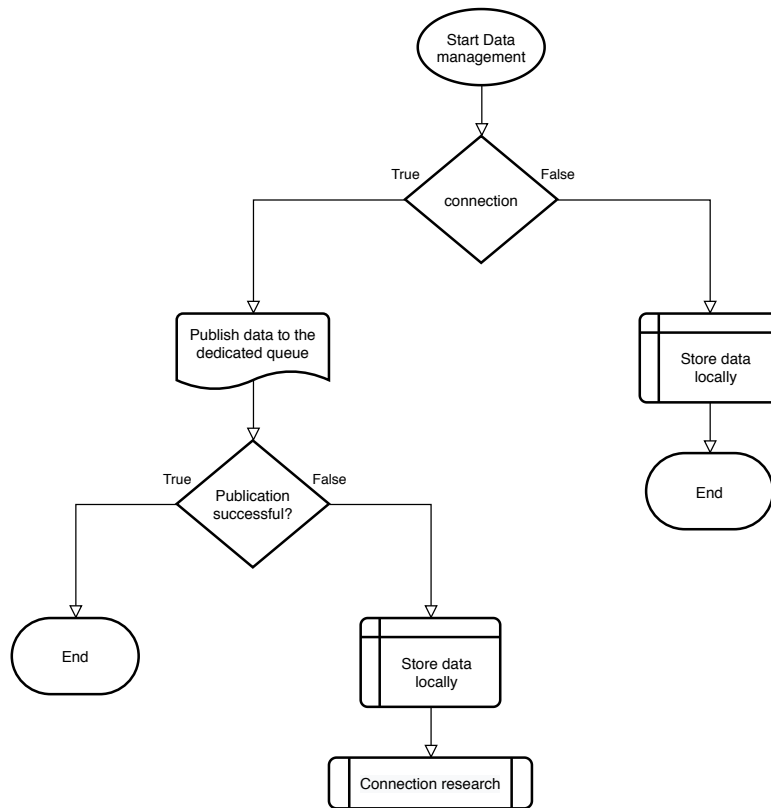 Start Data
management
True
False
connection
Publish data to the
dedicated queue
Store data
locally
True
False
Publication
successful?
End
End
Store data
locally
Connection research